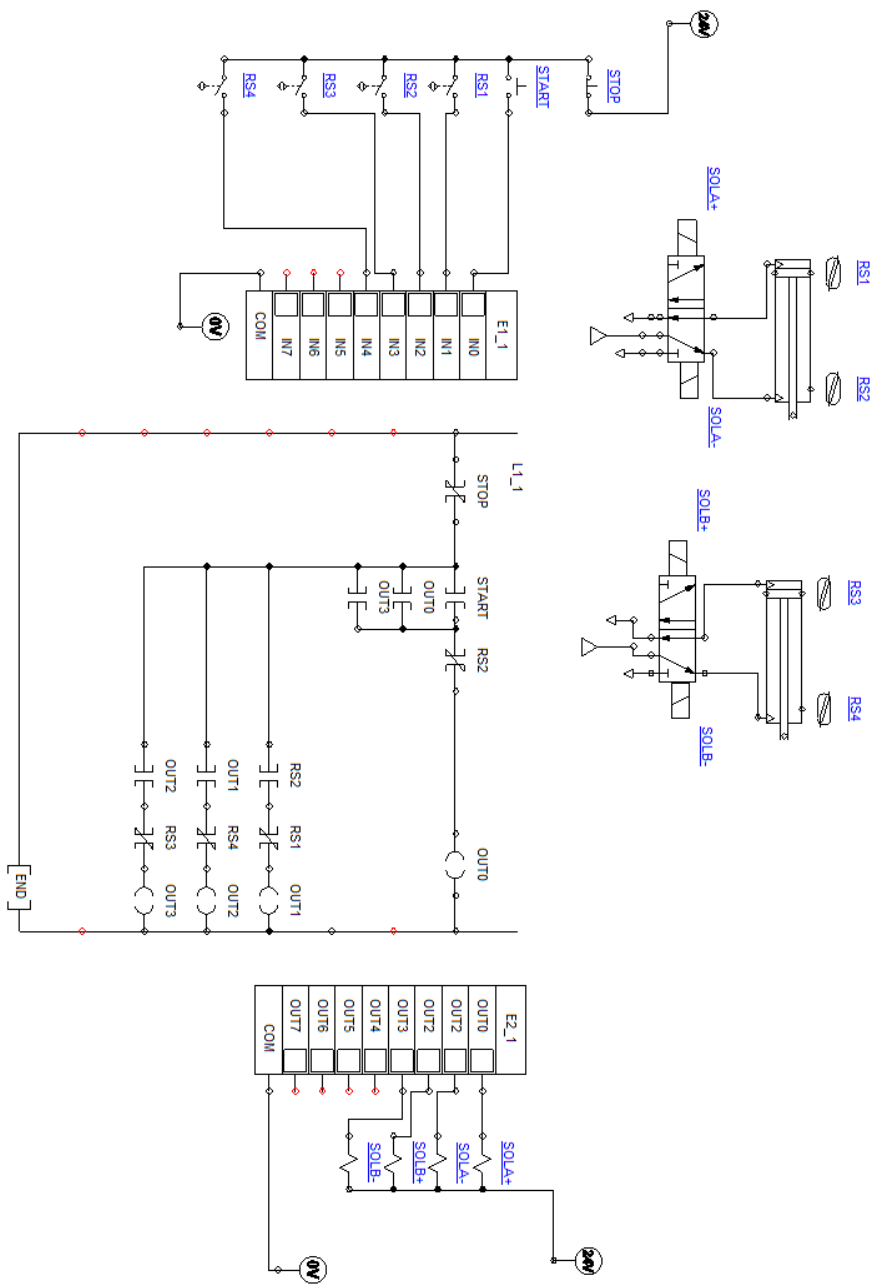 RS1
RS2
RS3
RS4
SOLA+
SOLA-
SOLB+
SOLB-
24V
STOP
START
RS1
RS2
RS3
RS4
E1_1
IN0
IN1
IN2
IN3
IN4
IN5
IN6
IN7
COM
0V
L1_1
STOP
START
RS2
OUT0
OUT0
OUT3
RS2
RS1
OUT1
OUT1
RS4
OUT2
OUT2
RS3
OUT3
END
E2_1
OUT0
OUT2
OUT2
OUT3
OUT4
OUT5
OUT6
OUT7
COM
SOLA+
SOLA-
SOLB+
SOLB-
24V
0V